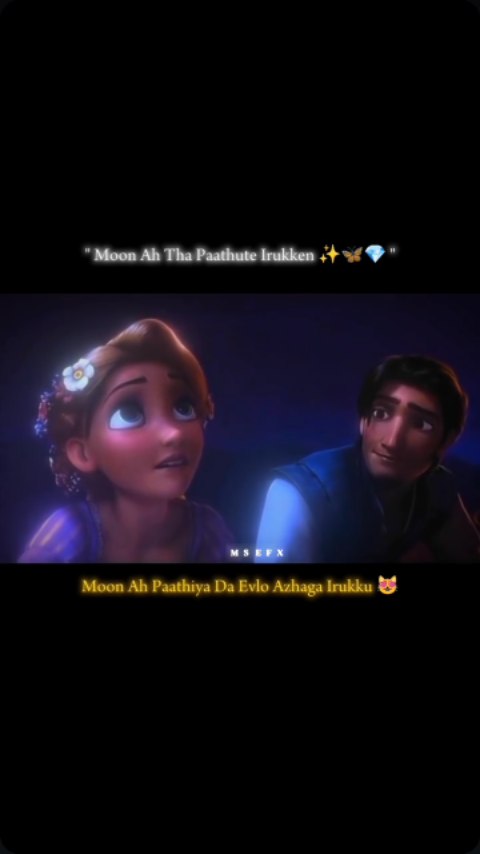 " Moon Ah Tha Paathute Irukken ✨🦋💎 "
M S E F X
Moon Ah Paathiya Da Evlo Azhaga Irukku 😻